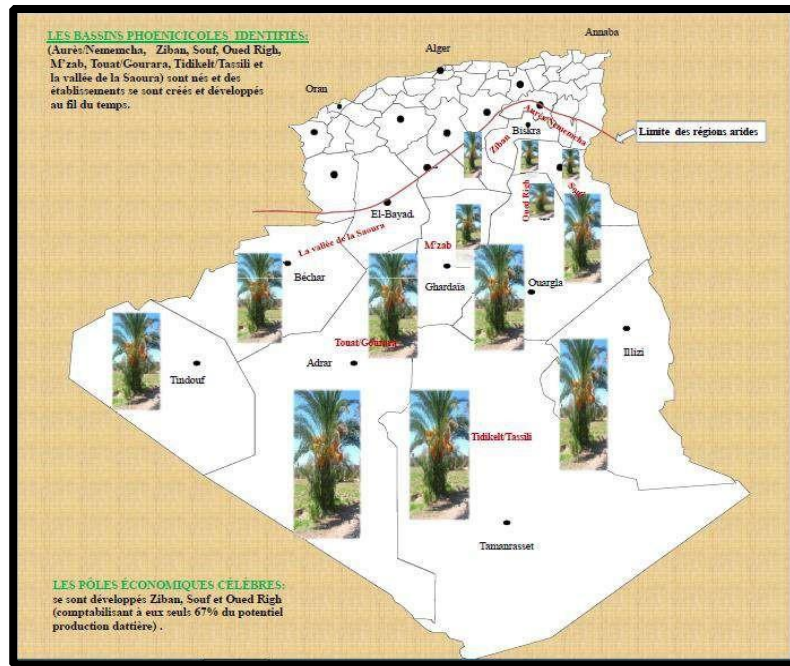 LES BASSINS PHOENICICOLES IDENTIFIÉS:
(Aurès/Nememcha, Ziban, Souf, Oued Righ,
M'zab, Touat/Gourara, Tidikelt/Tassili et
la vallée de la Saoura) sont nés et des
établissements se sont créés et développés
au fil du temps.
Annaba
Alger
Oran
Aurès/Nememcha
Limite des régions arides
Biskra
Ziban
Oued Righ
Souf
El-Bayad
La vallée de la Saoura
M'zab
Béchar
Ghardaïa
Ouargla
Touat/Gourara
Illizi
Adrar
Tindouf
Tidikelt/Tassili
Tamanrasset
LES PÔLES ÉCONOMIQUES CÉLÈBRES:
se sont développés Ziban, Souf et Oued Righ
(comptabilisant à eux seuls 67% du potentiel
production dattière) .